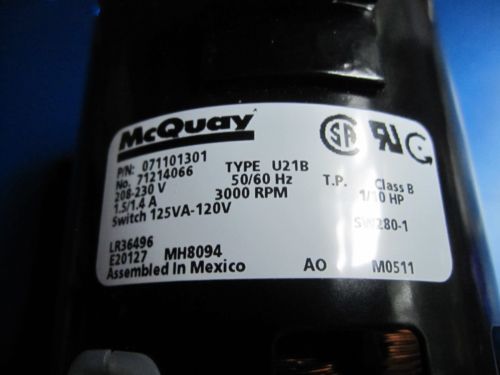 McQuay
P/N: 071101301 TYPE U21B
No. 71214066 50/60 Hz T.P. Class B
208-230 V 3000 RPM 1/10 HP
1.5/1.4 A
Switch 125VA-120V SW280-1
LR36496
E20127 MH8094
Assembled In Mexico AO M0511